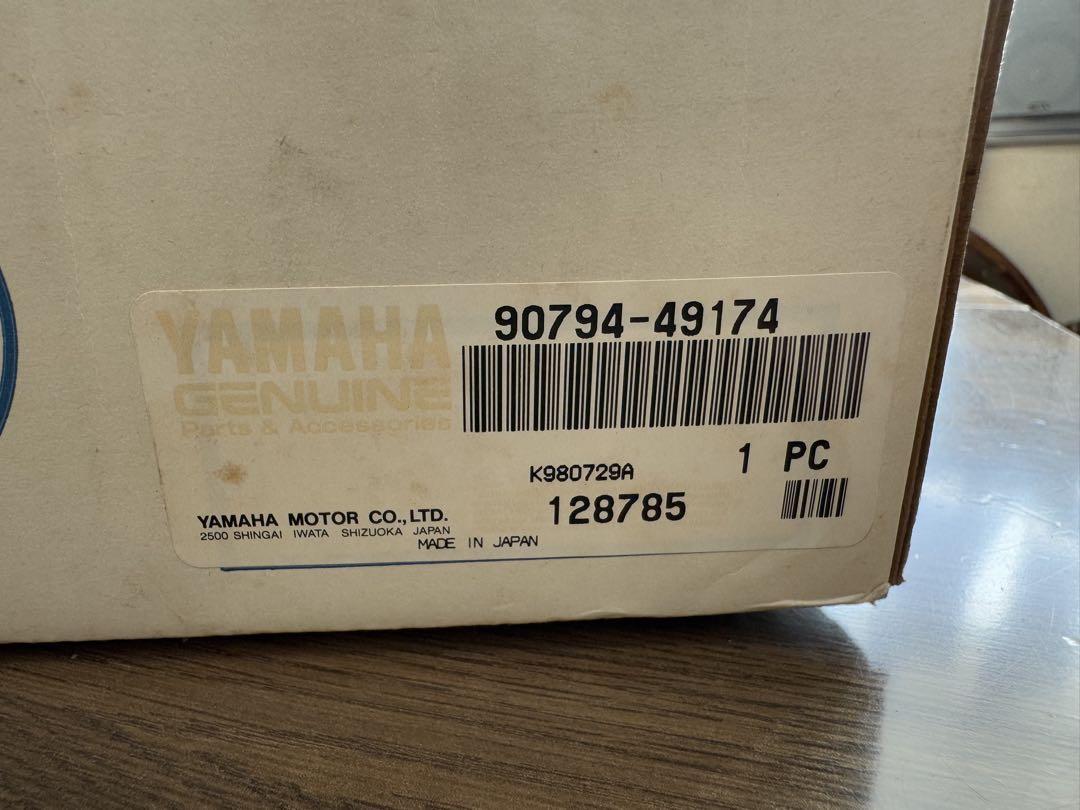 YAMAHA
GENUINE
Parts & Accessories
90794-49174
1 PC
K980729A
128785
YAMAHA MOTOR CO.,LTD.
2500 SHINGAI IWATA SHIZUOKA JAPAN
MADE IN JAPAN